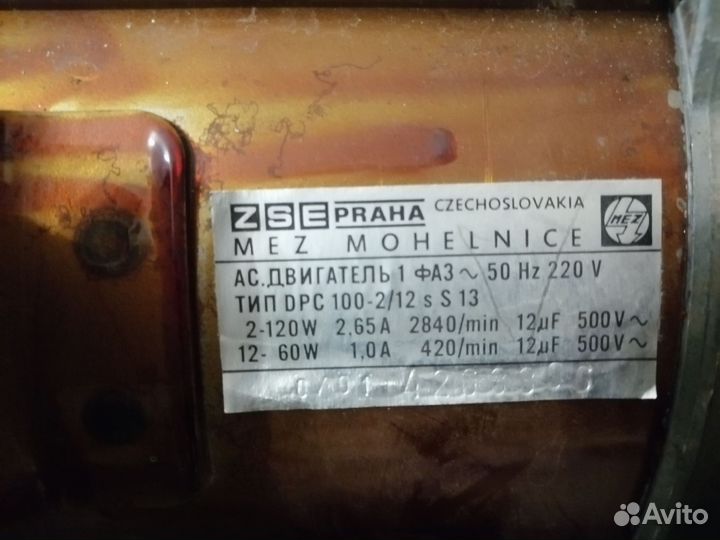 ZSE PRAHA CZECHOSLOVAKIA
MEZ
MEZ MOHELNICE
АС.ДВИГАТЕЛЬ 1 ФАЗ ~ 50 Hz 220 V
ТИП DPC 100-2/12 s S 13
2-120W 2,65A 2840/min 12µF 500V~
12- 60W 1,0A 420/min 12µF 500V~
Avito